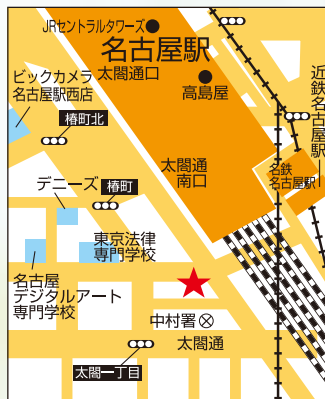 JRセントラルタワーズ
名古屋駅
太閤通口
ビックカメラ
名古屋駅西店
高島屋
近鉄名古屋駅
椿町北
太閤通
南口
名鉄
名古屋駅
デニーズ
椿町
東京法律
専門学校
名古屋
デジタルアート
専門学校
中村署
太閤通
太閤一丁目